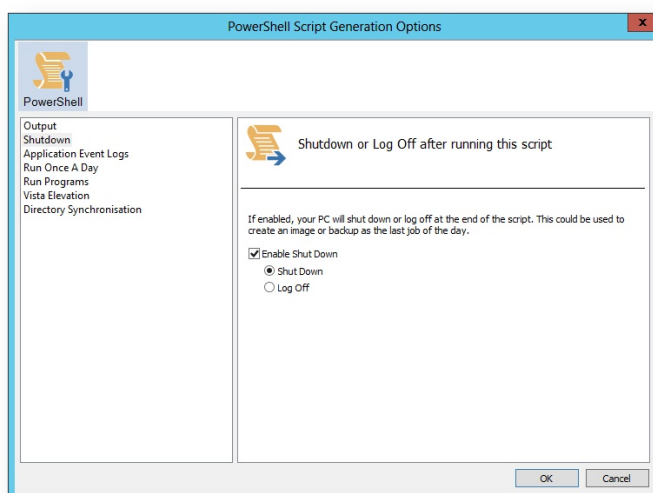 PowerShell Script Generation Options
x
PowerShell
Output
Shutdown
Application Event Logs
Run Once A Day
Run Programs
Vista Elevation
Directory Synchronisation
Shutdown or Log Off after running this script
If enabled, your PC will shut down or log off at the end of the script. This could be used to
create an image or backup as the last job of the day.
Enable Shut Down
Shut Down
Log Off
OK
Cancel